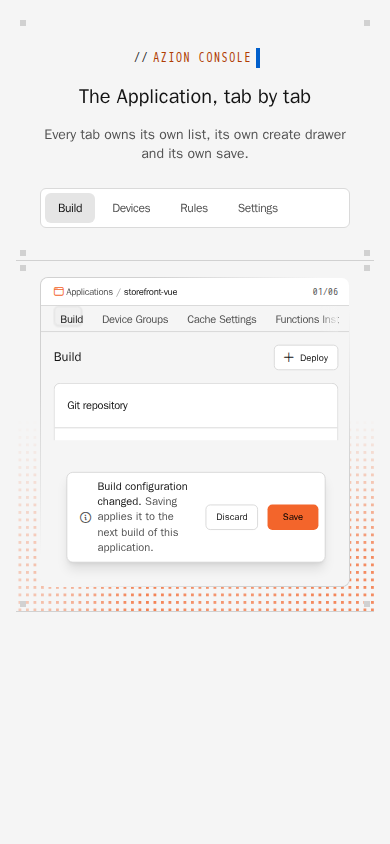 // AZION CONSOLE
The Application, tab by tab
Every tab owns its own list, its own create drawer
and its own save.
Build Devices Rules Settings
Applications / storefront-vue 01/06
Build Device Groups Cache Settings Functions Ins
Build Deploy
Git repository
Build configuration
changed. Saving
applies it to the
next build of this
application.
Discard Save